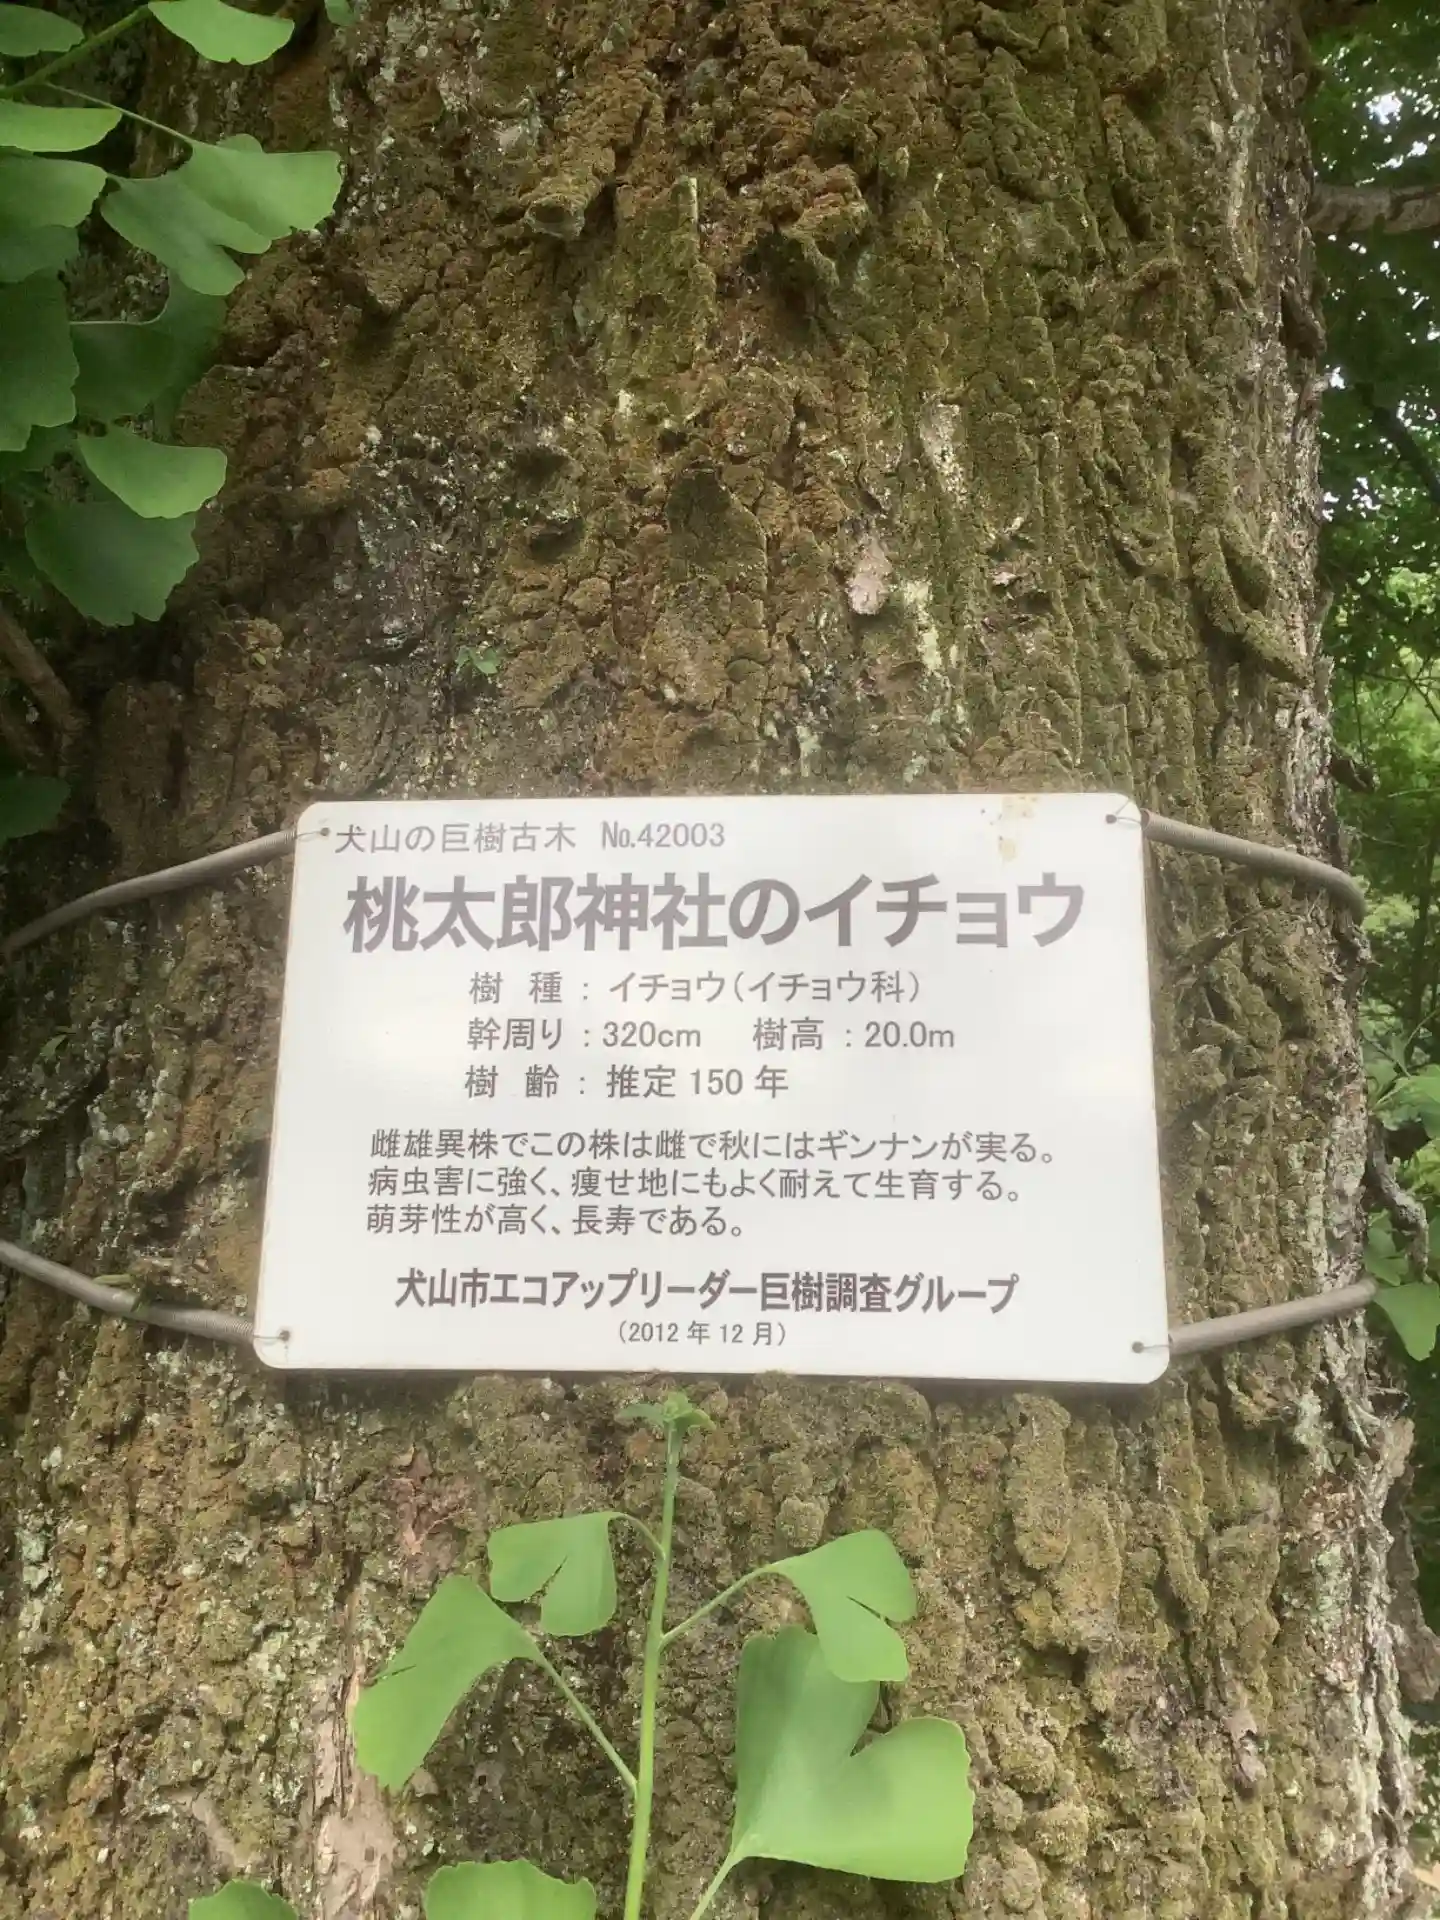 犬山の巨樹古木 №42003
桃太郎神社のイチョウ
樹 種 : イチョウ(イチョウ科)
幹周り : 320cm 樹高 : 20.0m
樹 齢 : 推定 150 年
雌雄異株でこの株は雌で秋にはギンナンが実る。
病虫害に強く、痩せ地にもよく耐えて生育する。
萌芽性が高く、長寿である。
犬山市エコアップリーダー巨樹調査グループ
(2012 年 12 月)